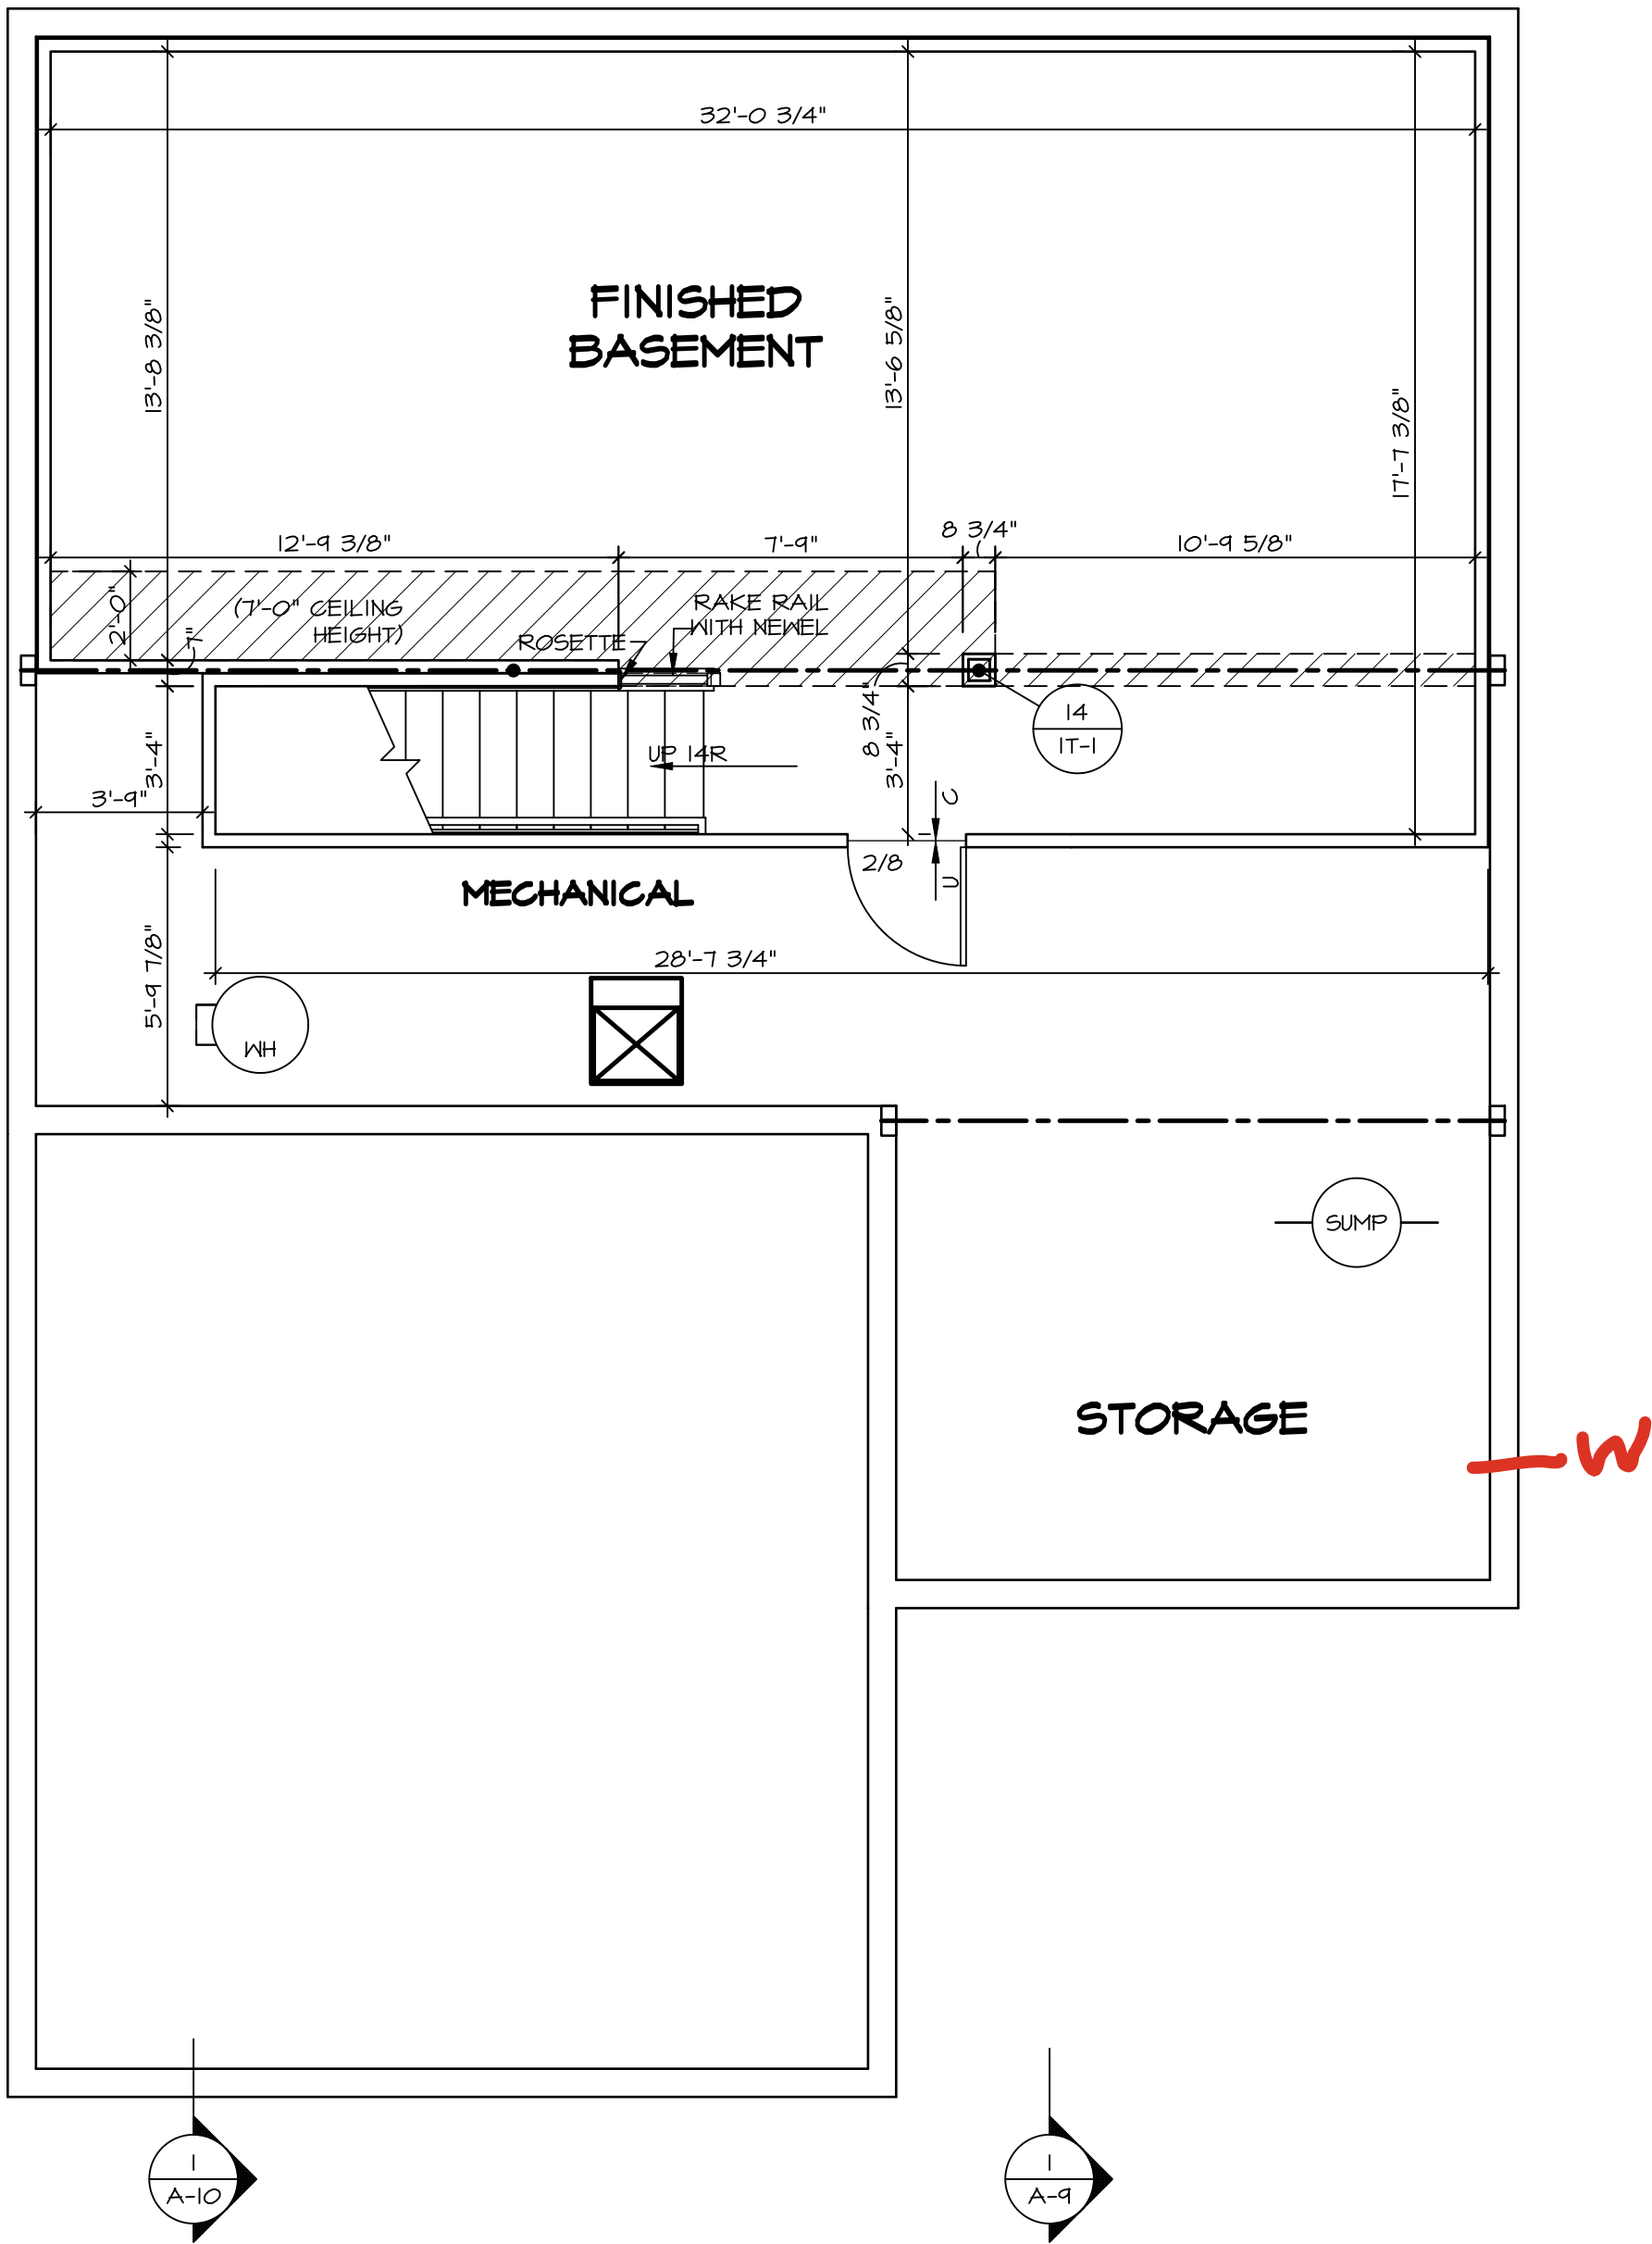 32'-0 3/4"
13'-8 3/8"
FINISHED
BASEMENT
13'-6 5/8"
17'-7 3/8"
12'-9 3/8"
7'-9"
8 3/4"
10'-9 5/8"
2'-0"
7"
(7'-0" CEILING
HEIGHT)
ROSETTE
RAKE RAIL
WITH NEWEL
14
1T-1
8 3/4"
3'-4"
3'-4"
UP 14R
3'-9"
C
2/8
U
MECHANICAL
28'-7 3/4"
5'-9 7/8"
WH
SUMP
STORAGE
W
1
A-10
1
A-9